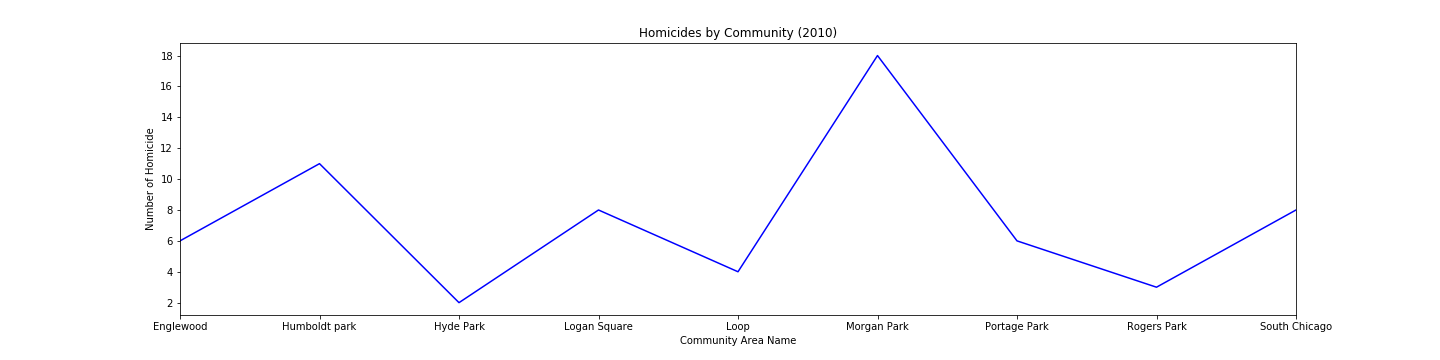 Homicides by Community (2010)
Number of Homicide
18
16
14
12
10
8
6
4
2
Englewood Humboldt park Hyde Park Logan Square Loop Morgan Park Portage Park Rogers Park South Chicago
Community Area Name